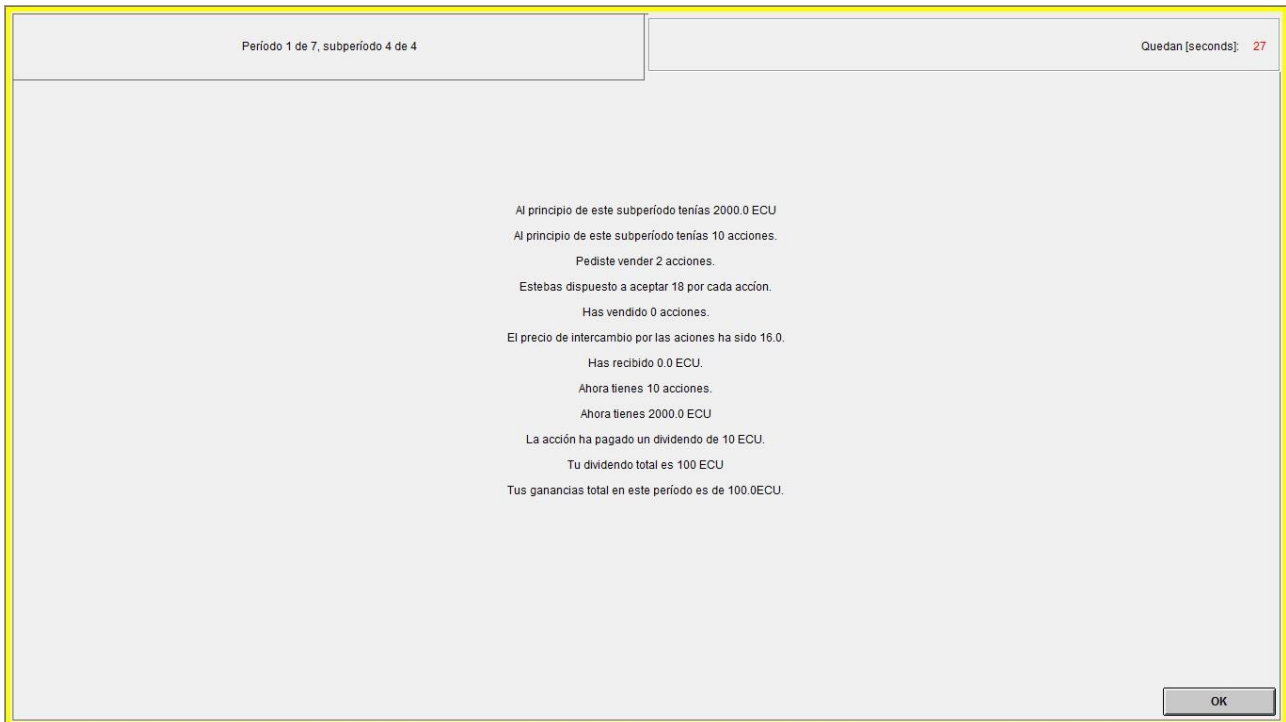 Período 1 de 7, subperíodo 4 de 4
Quedan [seconds]: 27
Al principio de este subperíodo tenías 2000.0 ECU
Al principio de este subperíodo tenías 10 acciones.
Pediste vender 2 acciones.
Estebas dispuesto a aceptar 18 por cada accíon.
Has vendido 0 acciones.
El precio de intercambio por las aciones ha sido 16.0.
Has recibido 0.0 ECU.
Ahora tienes 10 acciones.
Ahora tienes 2000.0 ECU
La acción ha pagado un dividendo de 10 ECU.
Tu dividendo total es 100 ECU
Tus ganancias total en este período es de 100.0ECU.
OK